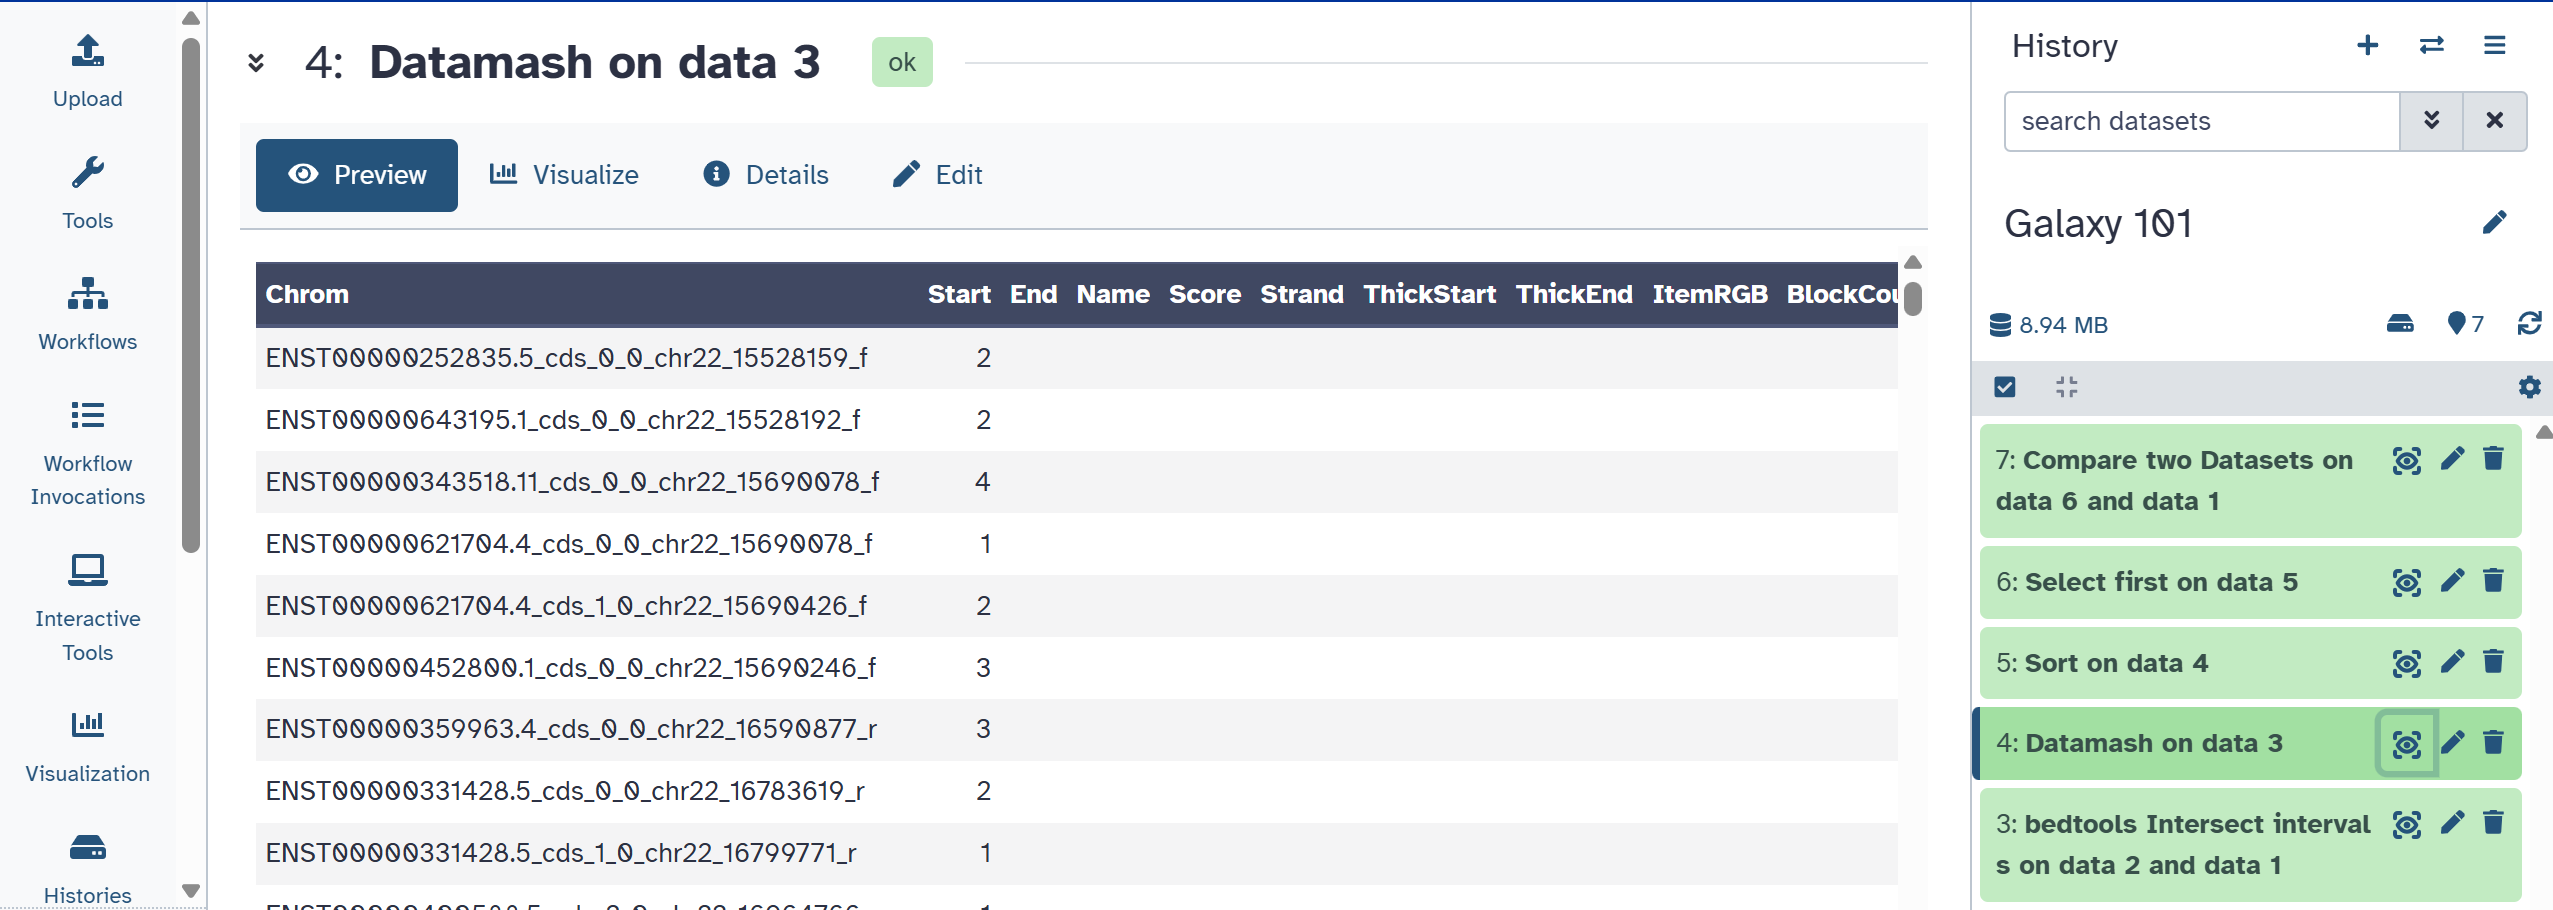 Upload
Tools
Workflows
Workflow
Invocations
Interactive
Tools
Visualization
Histories
4: Datamash on data 3 ok
Preview Visualize Details Edit
Chrom Start End Name Score Strand ThickStart ThickEnd ItemRGB BlockCou
ENST00000252835.5_cds_0_0_chr22_15528159_f 2
ENST00000643195.1_cds_0_0_chr22_15528192_f 2
ENST00000343518.11_cds_0_0_chr22_15690078_f 4
ENST00000621704.4_cds_0_0_chr22_15690078_f 1
ENST00000621704.4_cds_1_0_chr22_15690426_f 2
ENST00000452800.1_cds_0_0_chr22_15690246_f 3
ENST00000359963.4_cds_0_0_chr22_16590877_r 3
ENST00000331428.5_cds_0_0_chr22_16783619_r 2
ENST00000331428.5_cds_1_0_chr22_16799771_r 1
History
search datasets
Galaxy 101
8.94 MB 7
7: Compare two Datasets on
data 6 and data 1
6: Select first on data 5
5: Sort on data 4
4: Datamash on data 3
3: bedtools Intersect interval
s on data 2 and data 1